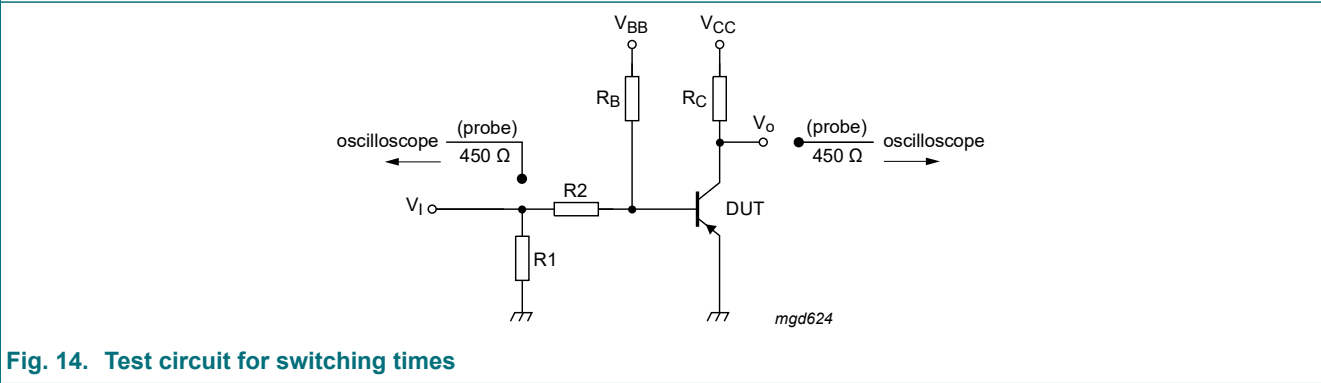 VBB
VCC
RB
RC
oscilloscope
(probe)
450 Ω
Vo
(probe)
450 Ω
oscilloscope
R2
VI
DUT
R1
mgd624
Fig. 14. Test circuit for switching times